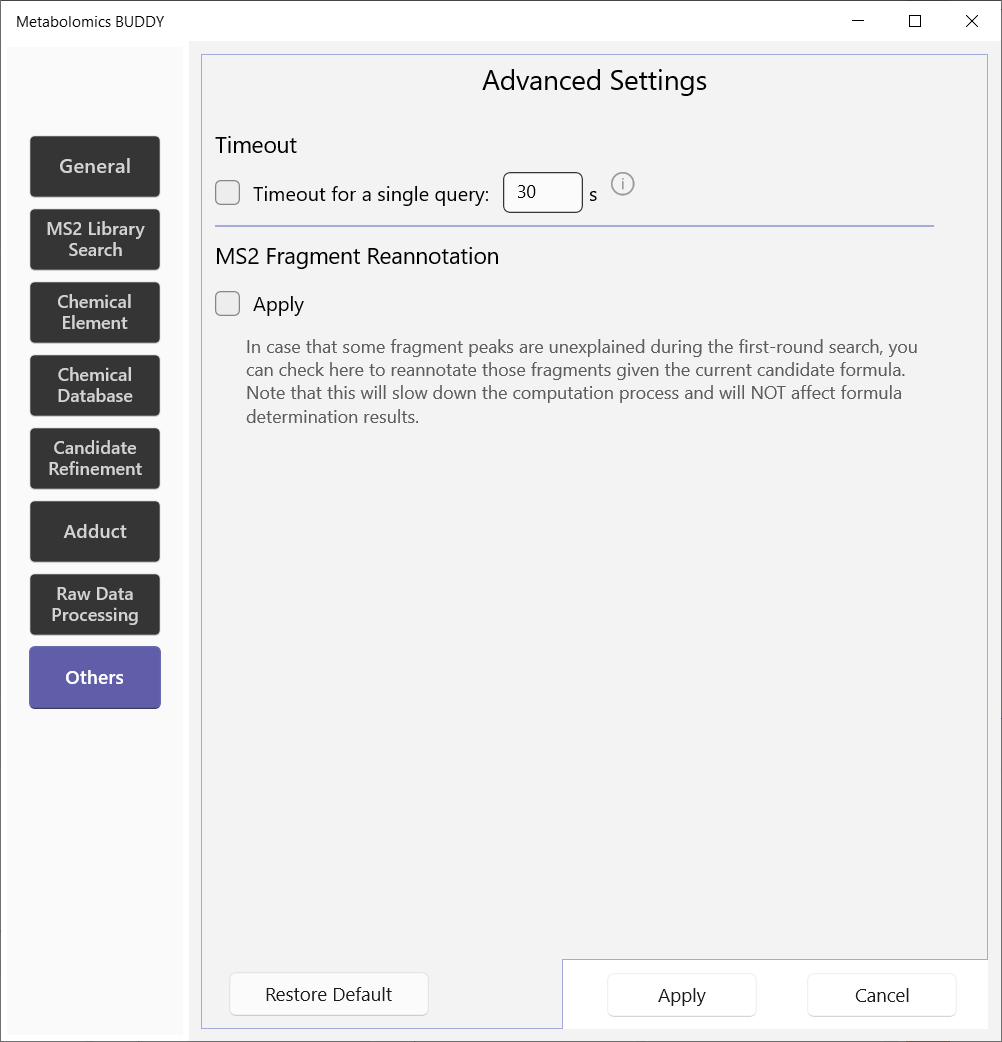 Metabolomics BUDDY
General
MS2 Library
Search
Chemical
Element
Chemical
Database
Candidate
Refinement
Adduct
Raw Data
Processing
Others
Advanced Settings
Timeout
Timeout for a single query: 30 s
MS2 Fragment Reannotation
Apply
In case that some fragment peaks are unexplained during the first-round search, you
can check here to reannotate those fragments given the current candidate formula.
Note that this will slow down the computation process and will NOT affect formula
determination results.
Restore Default
Apply
Cancel